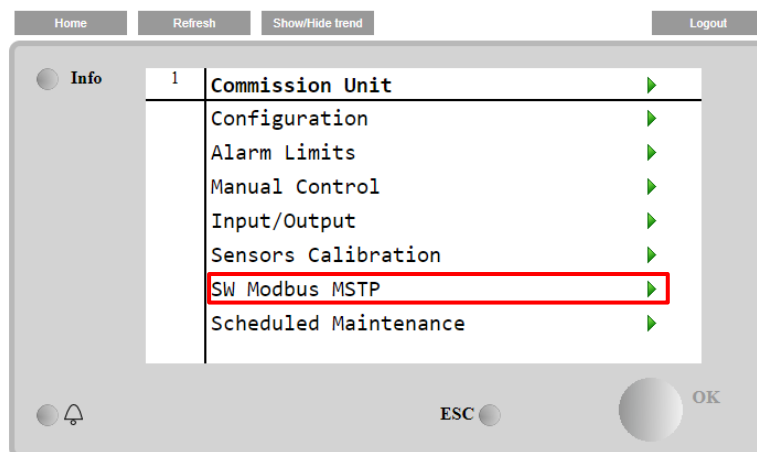 Home Refresh Show/Hide trend Logout
Info 1 Commission Unit
Configuration
Alarm Limits
Manual Control
Input/Output
Sensors Calibration
SW Modbus MSTP
Scheduled Maintenance
ESC OK